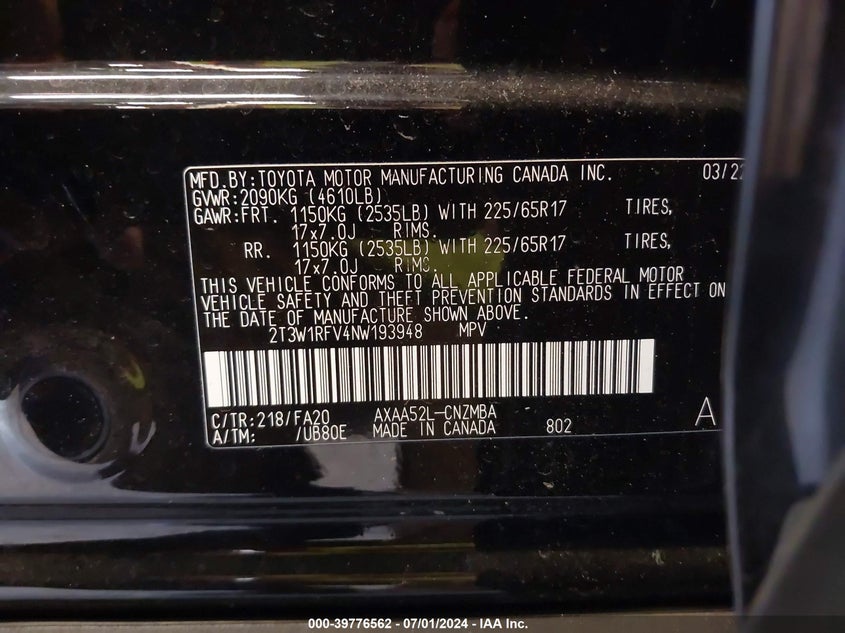 MFD.BY:TOYOTA MOTOR MANUFACTURING CANADA INC. 03/22
GVWR:2090KG (4610LB)
GAWR:FRT. 1150KG (2535LB) WITH 225/65R17 TIRES,
17x7.0J RIMS.
RR. 1150KG (2535LB) WITH 225/65R17 TIRES,
17x7.0J RIMS.
THIS VEHICLE CONFORMS TO ALL APPLICABLE FEDERAL MOTOR
VEHICLE SAFETY AND THEFT PREVENTION STANDARDS IN EFFECT ON
THE DATE OF MANUFACTURE SHOWN ABOVE.
2T3W1RFV4NW193948 MPV
C/TR:218/FA20 AXAA52L-CNZMBA
A/TM: /UB80E MADE IN CANADA 802 A
000-39776562 - 07/01/2024 - IAA Inc.